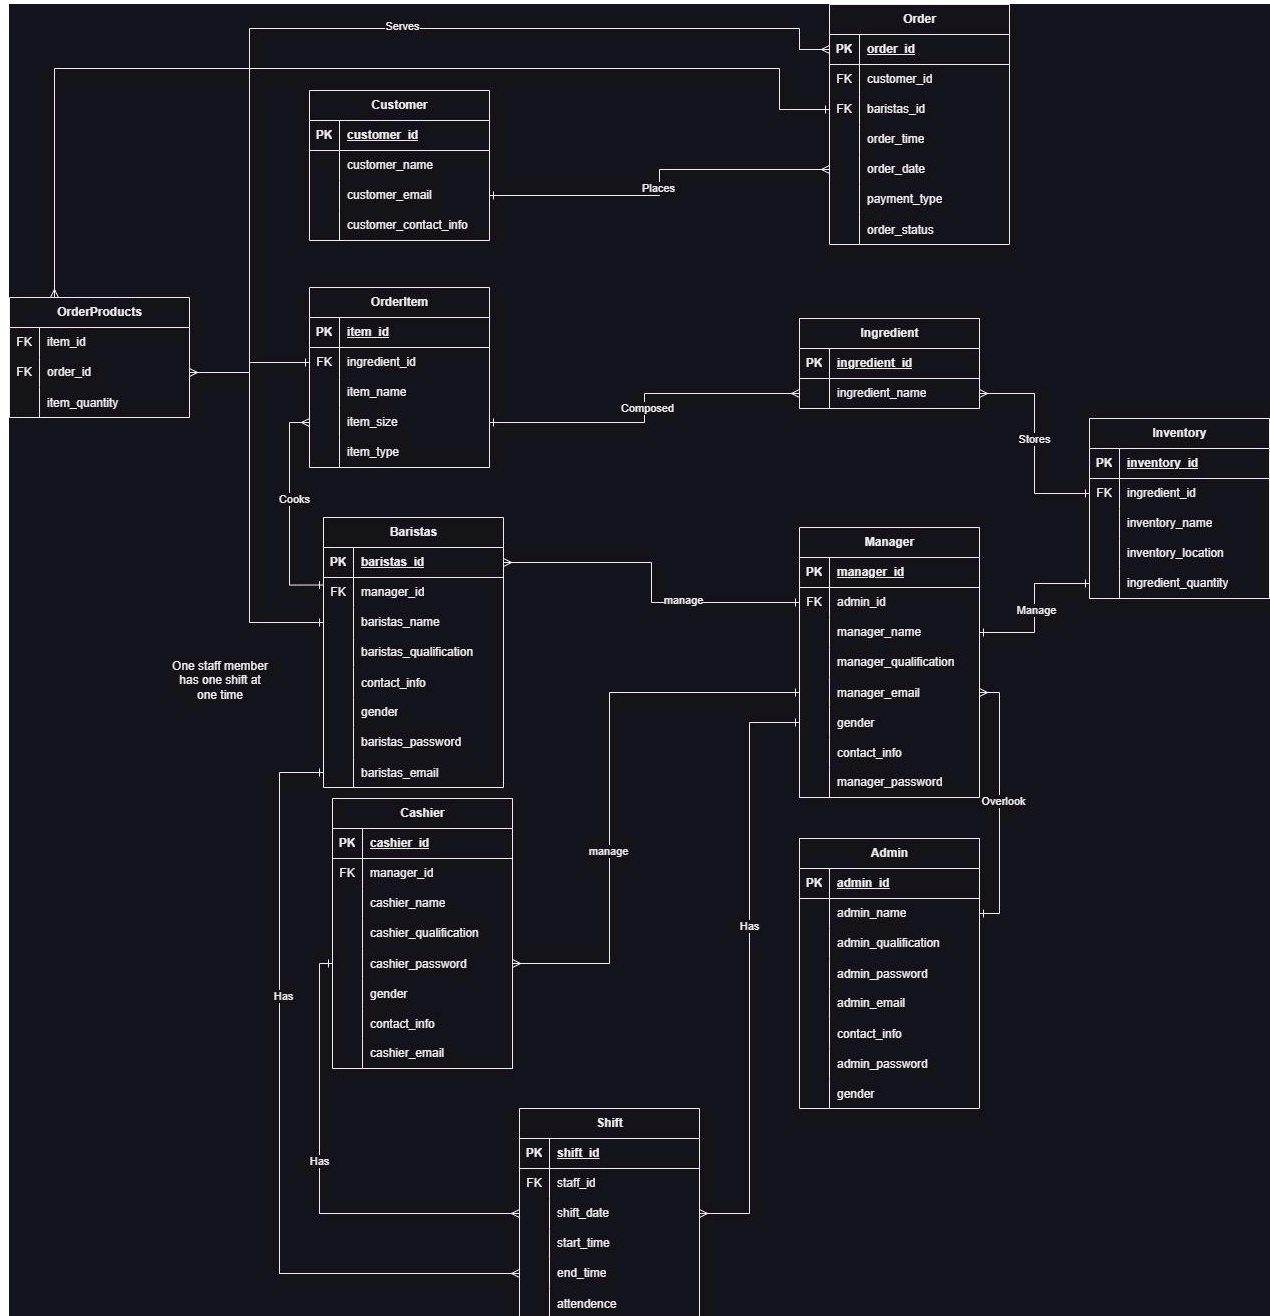 Serves
Order
PK order_id
FK customer_id
FK baristas_id
order_time
order_date
payment_type
order_status
Customer
PK customer_id
customer_name
customer_email
customer_contact_info
Places
OrderProducts
FK item_id
FK order_id
item_quantity
OrderItem
PK item_id
FK ingredient_id
item_name
item_size
item_type
Composed
Ingredient
PK ingredient_id
ingredient_name
Stores
Inventory
PK inventory_id
FK ingredient_id
inventory_name
inventory_location
ingredient_quantity
Cooks
Baristas
PK baristas_id
FK manager_id
baristas_name
baristas_qualification
contact_info
gender
baristas_password
baristas_email
manage
Manager
PK manager_id
FK admin_id
manager_name
manager_qualification
manager_email
gender
contact_info
manager_password
Manage
One staff member
has one shift at
one time
Overlook
Cashier
PK cashier_id
FK manager_id
cashier_name
cashier_qualification
cashier_password
gender
contact_info
cashier_email
manage
Admin
PK admin_id
admin_name
admin_qualification
admin_password
admin_email
contact_info
admin_password
gender
Has
Has
Has
Shift
PK shift_id
FK staff_id
shift_date
start_time
end_time
attendence